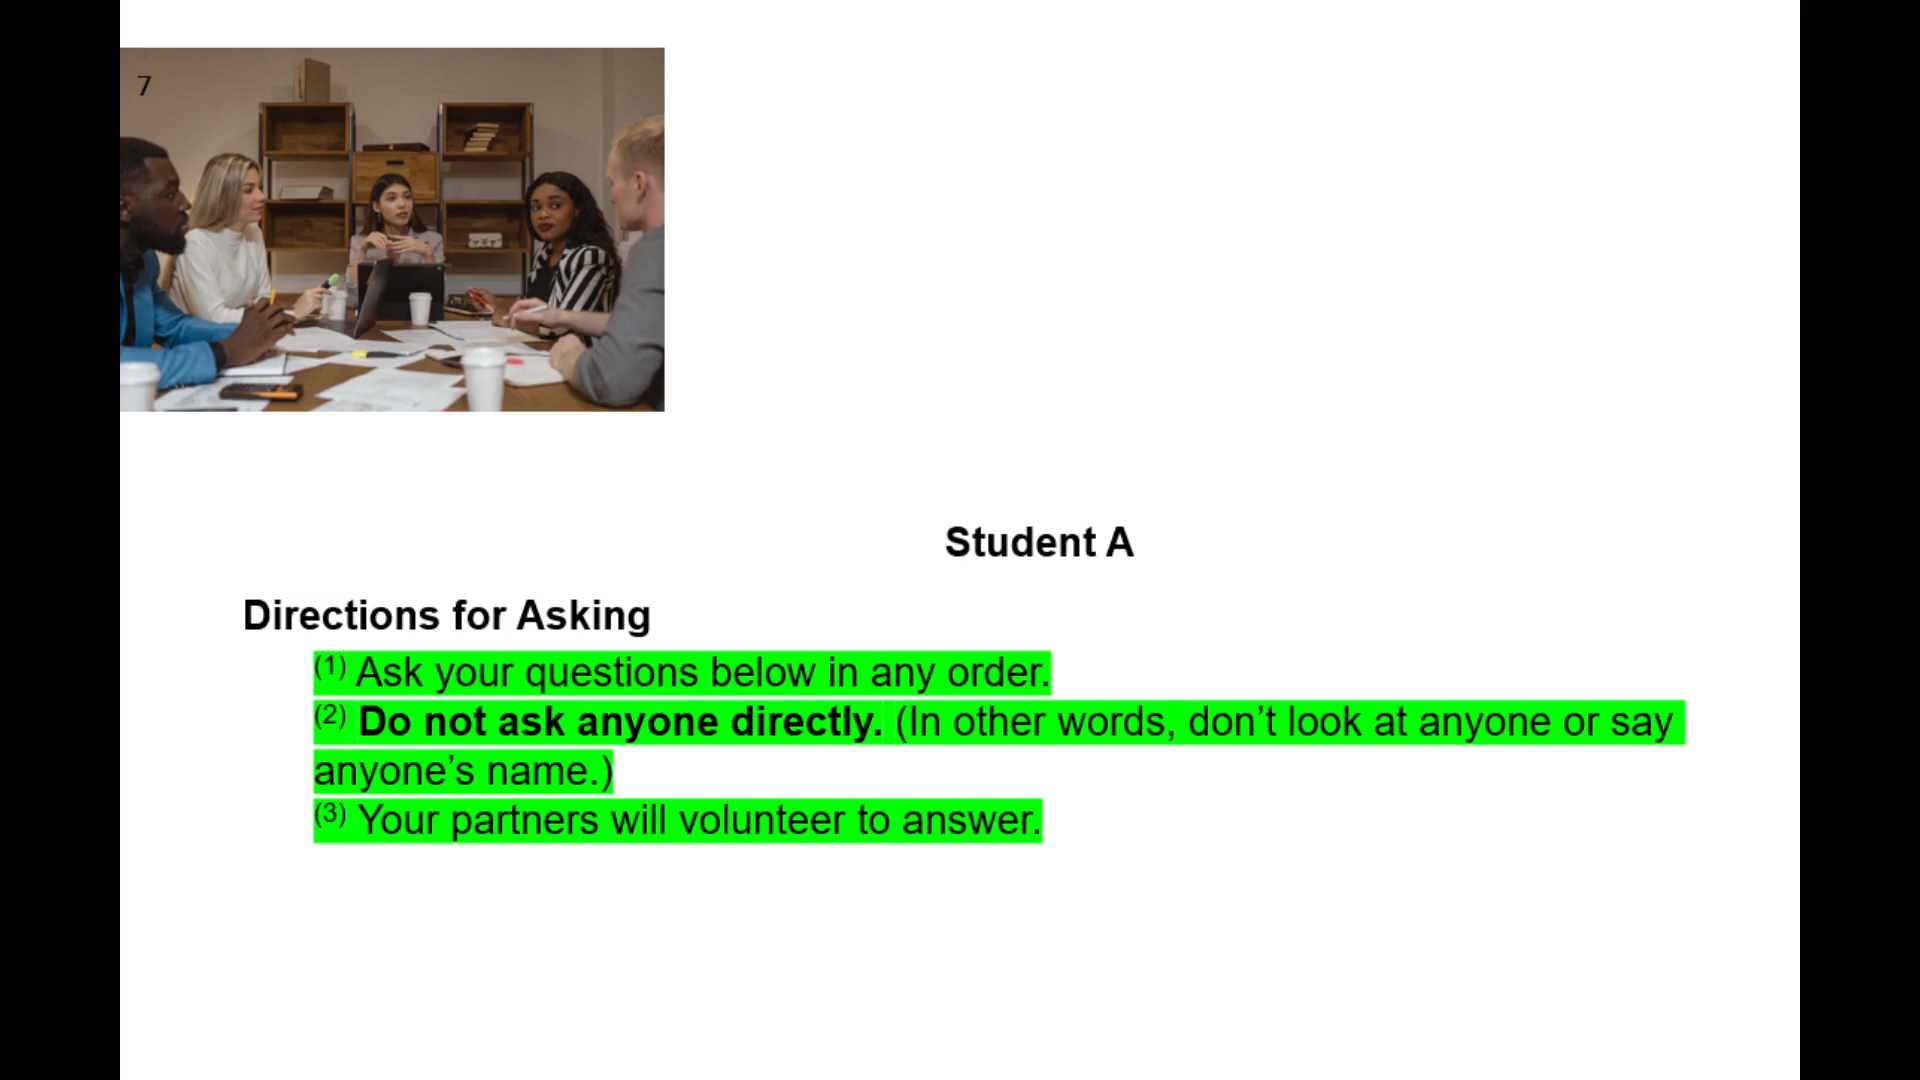 7
Student A
Directions for Asking
(1) Ask your questions below in any order.
(2) Do not ask anyone directly. (In other words, don’t look at anyone or say
anyone’s name.)
(3) Your partners will volunteer to answer.